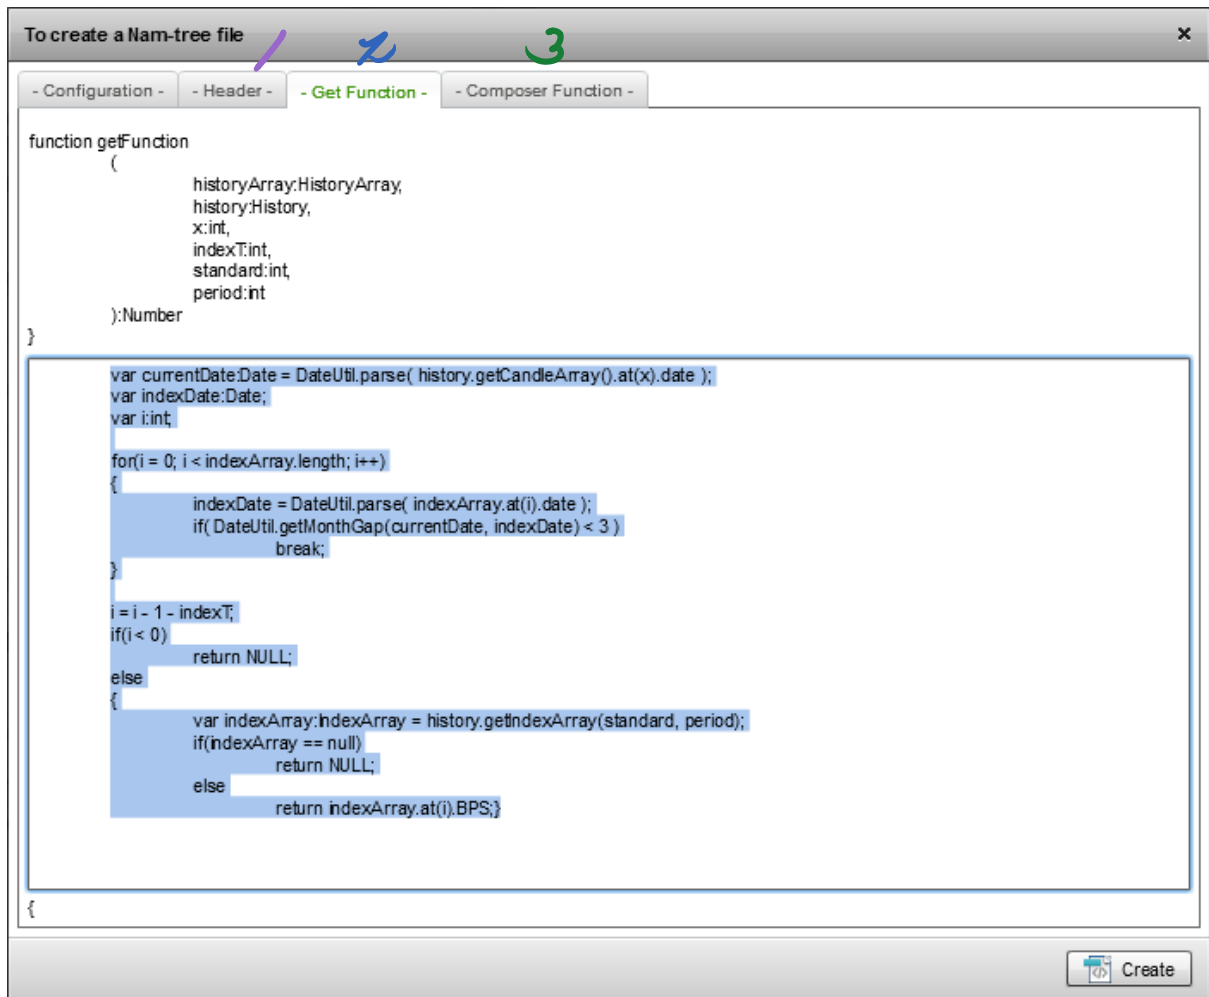 To create a Nam-tree file
1 2 3
- Configuration - - Header - - Get Function - - Composer Function -
function getFunction
(
historyArray:HistoryArray,
history:History,
x:int,
indexT:int,
standard:int,
period:int
):Number
}
var currentDate:Date = DateUtil.parse( history.getCandleArray().at(x).date );
var indexDate:Date;
var i:int;
for(i = 0; i < indexArray.length; i++)
{
indexDate = DateUtil.parse( indexArray.at(i).date );
if( DateUtil.getMonthGap(currentDate, indexDate) < 3 )
break;
}
i = i - 1 - indexT;
if(i < 0)
return NULL;
else
{
var indexArray:IndexArray = history.getIndexArray(standard, period);
if(indexArray == null)
return NULL;
else
return indexArray.at(i).BPS;}
{
Create